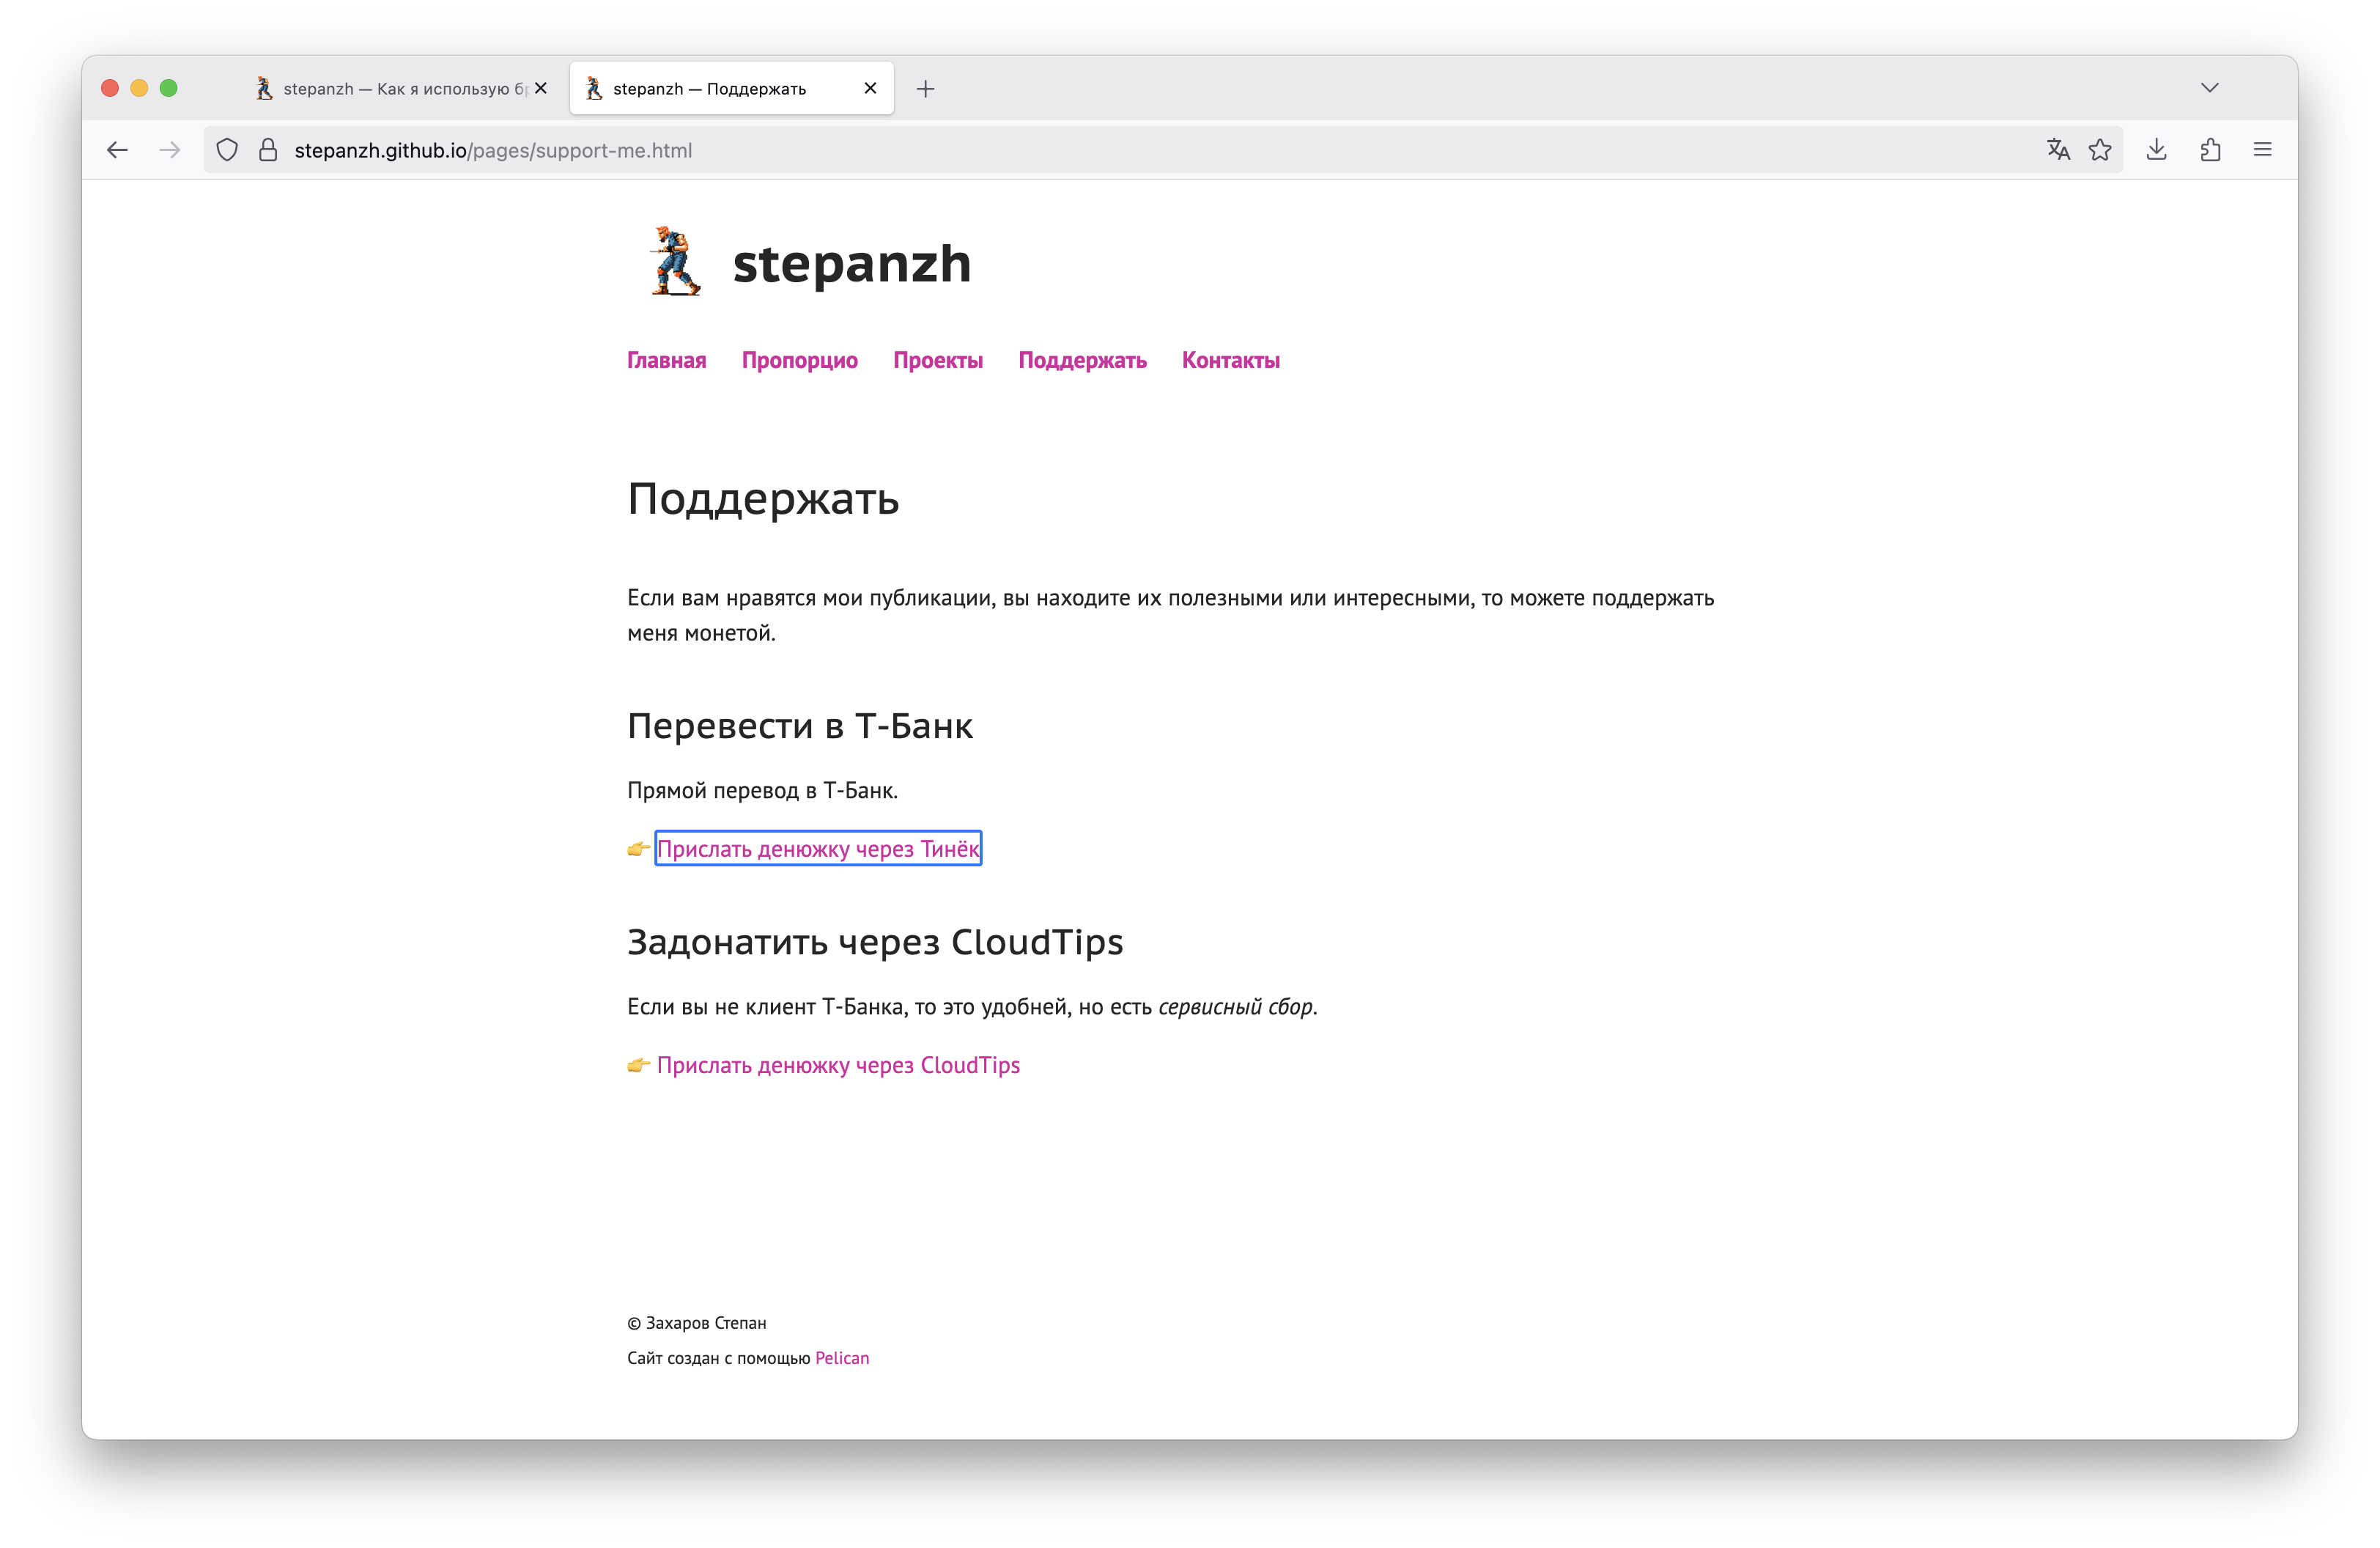 stepanzh — Как я использую бр
stepanzh — Поддержать
stepanzh.github.io/pages/support-me.html
stepanzh
Главная Пропорцио Проекты Поддержать Контакты
Поддержать
Если вам нравятся мои публикации, вы находите их полезными или интересными, то можете поддержать
меня монетой.
Перевести в Т-Банк
Прямой перевод в Т-Банк.
👉 Прислать денюжку через Тинёк
Задонатить через CloudTips
Если вы не клиент Т-Банка, то это удобней, но есть сервисный сбор.
👉 Прислать денюжку через CloudTips
© Захаров Степан
Сайт создан с помощью Pelican